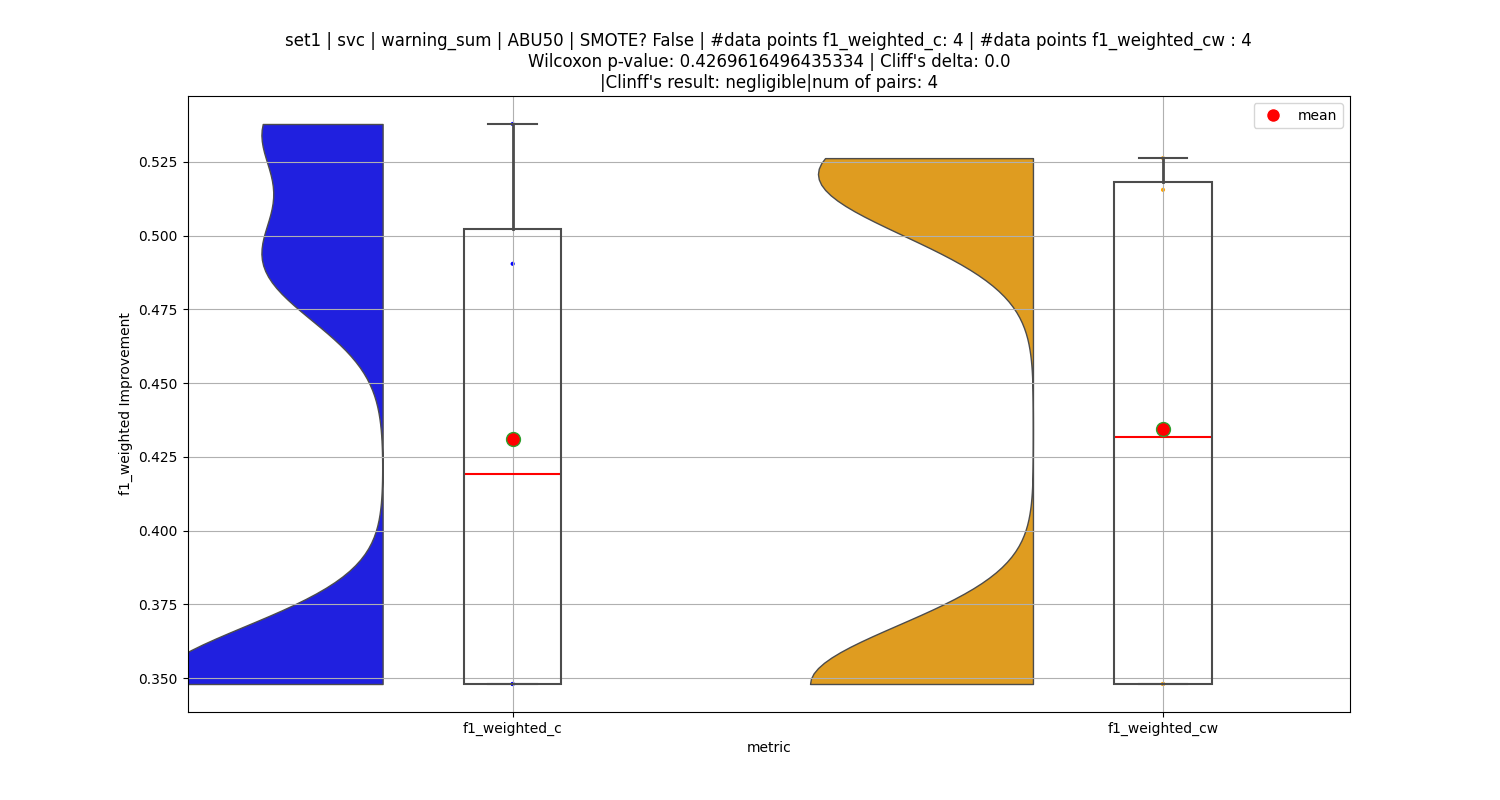 set1 | svc | warning_sum | ABU50 | SMOTE? False | #data points f1_weighted_c: 4 | #data points f1_weighted_cw : 4
Wilcoxon p-value: 0.4269616496435334 | Cliff's delta: 0.0
|Clinff's result: negligible|num of pairs: 4
mean
0.525
0.500
0.475
0.450
0.425
0.400
0.375
0.350
f1_weighted Improvement
f1_weighted_c
f1_weighted_cw
metric